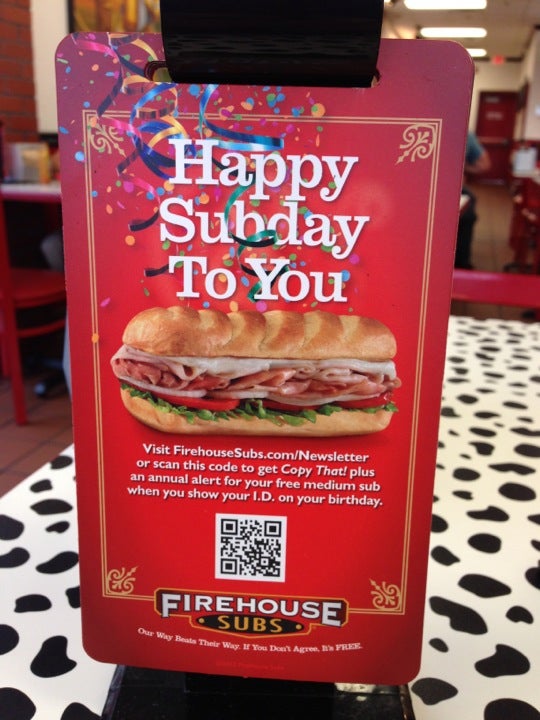 Happy
Subday
To You
Visit FirehouseSubs.com/Newsletter
or scan this code to get Copy That! plus
an annual alert for your free medium sub
when you show your I.D. on your birthday.
FIREHOUSE
SUBS
Our Way Beats Their Way. If You Don't Agree, It's FREE.
Firehouse Subs